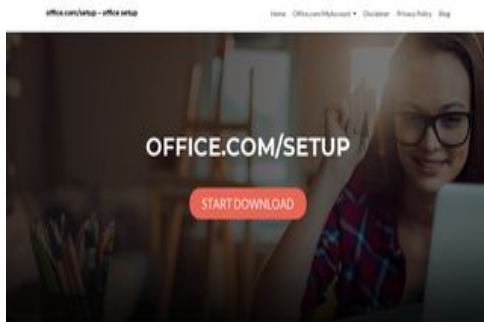 office.com/setup – office setup
Home Office.com/MyAccount Disclaimer Privacy Policy Blog
OFFICE.COM/SETUP
START DOWNLOAD